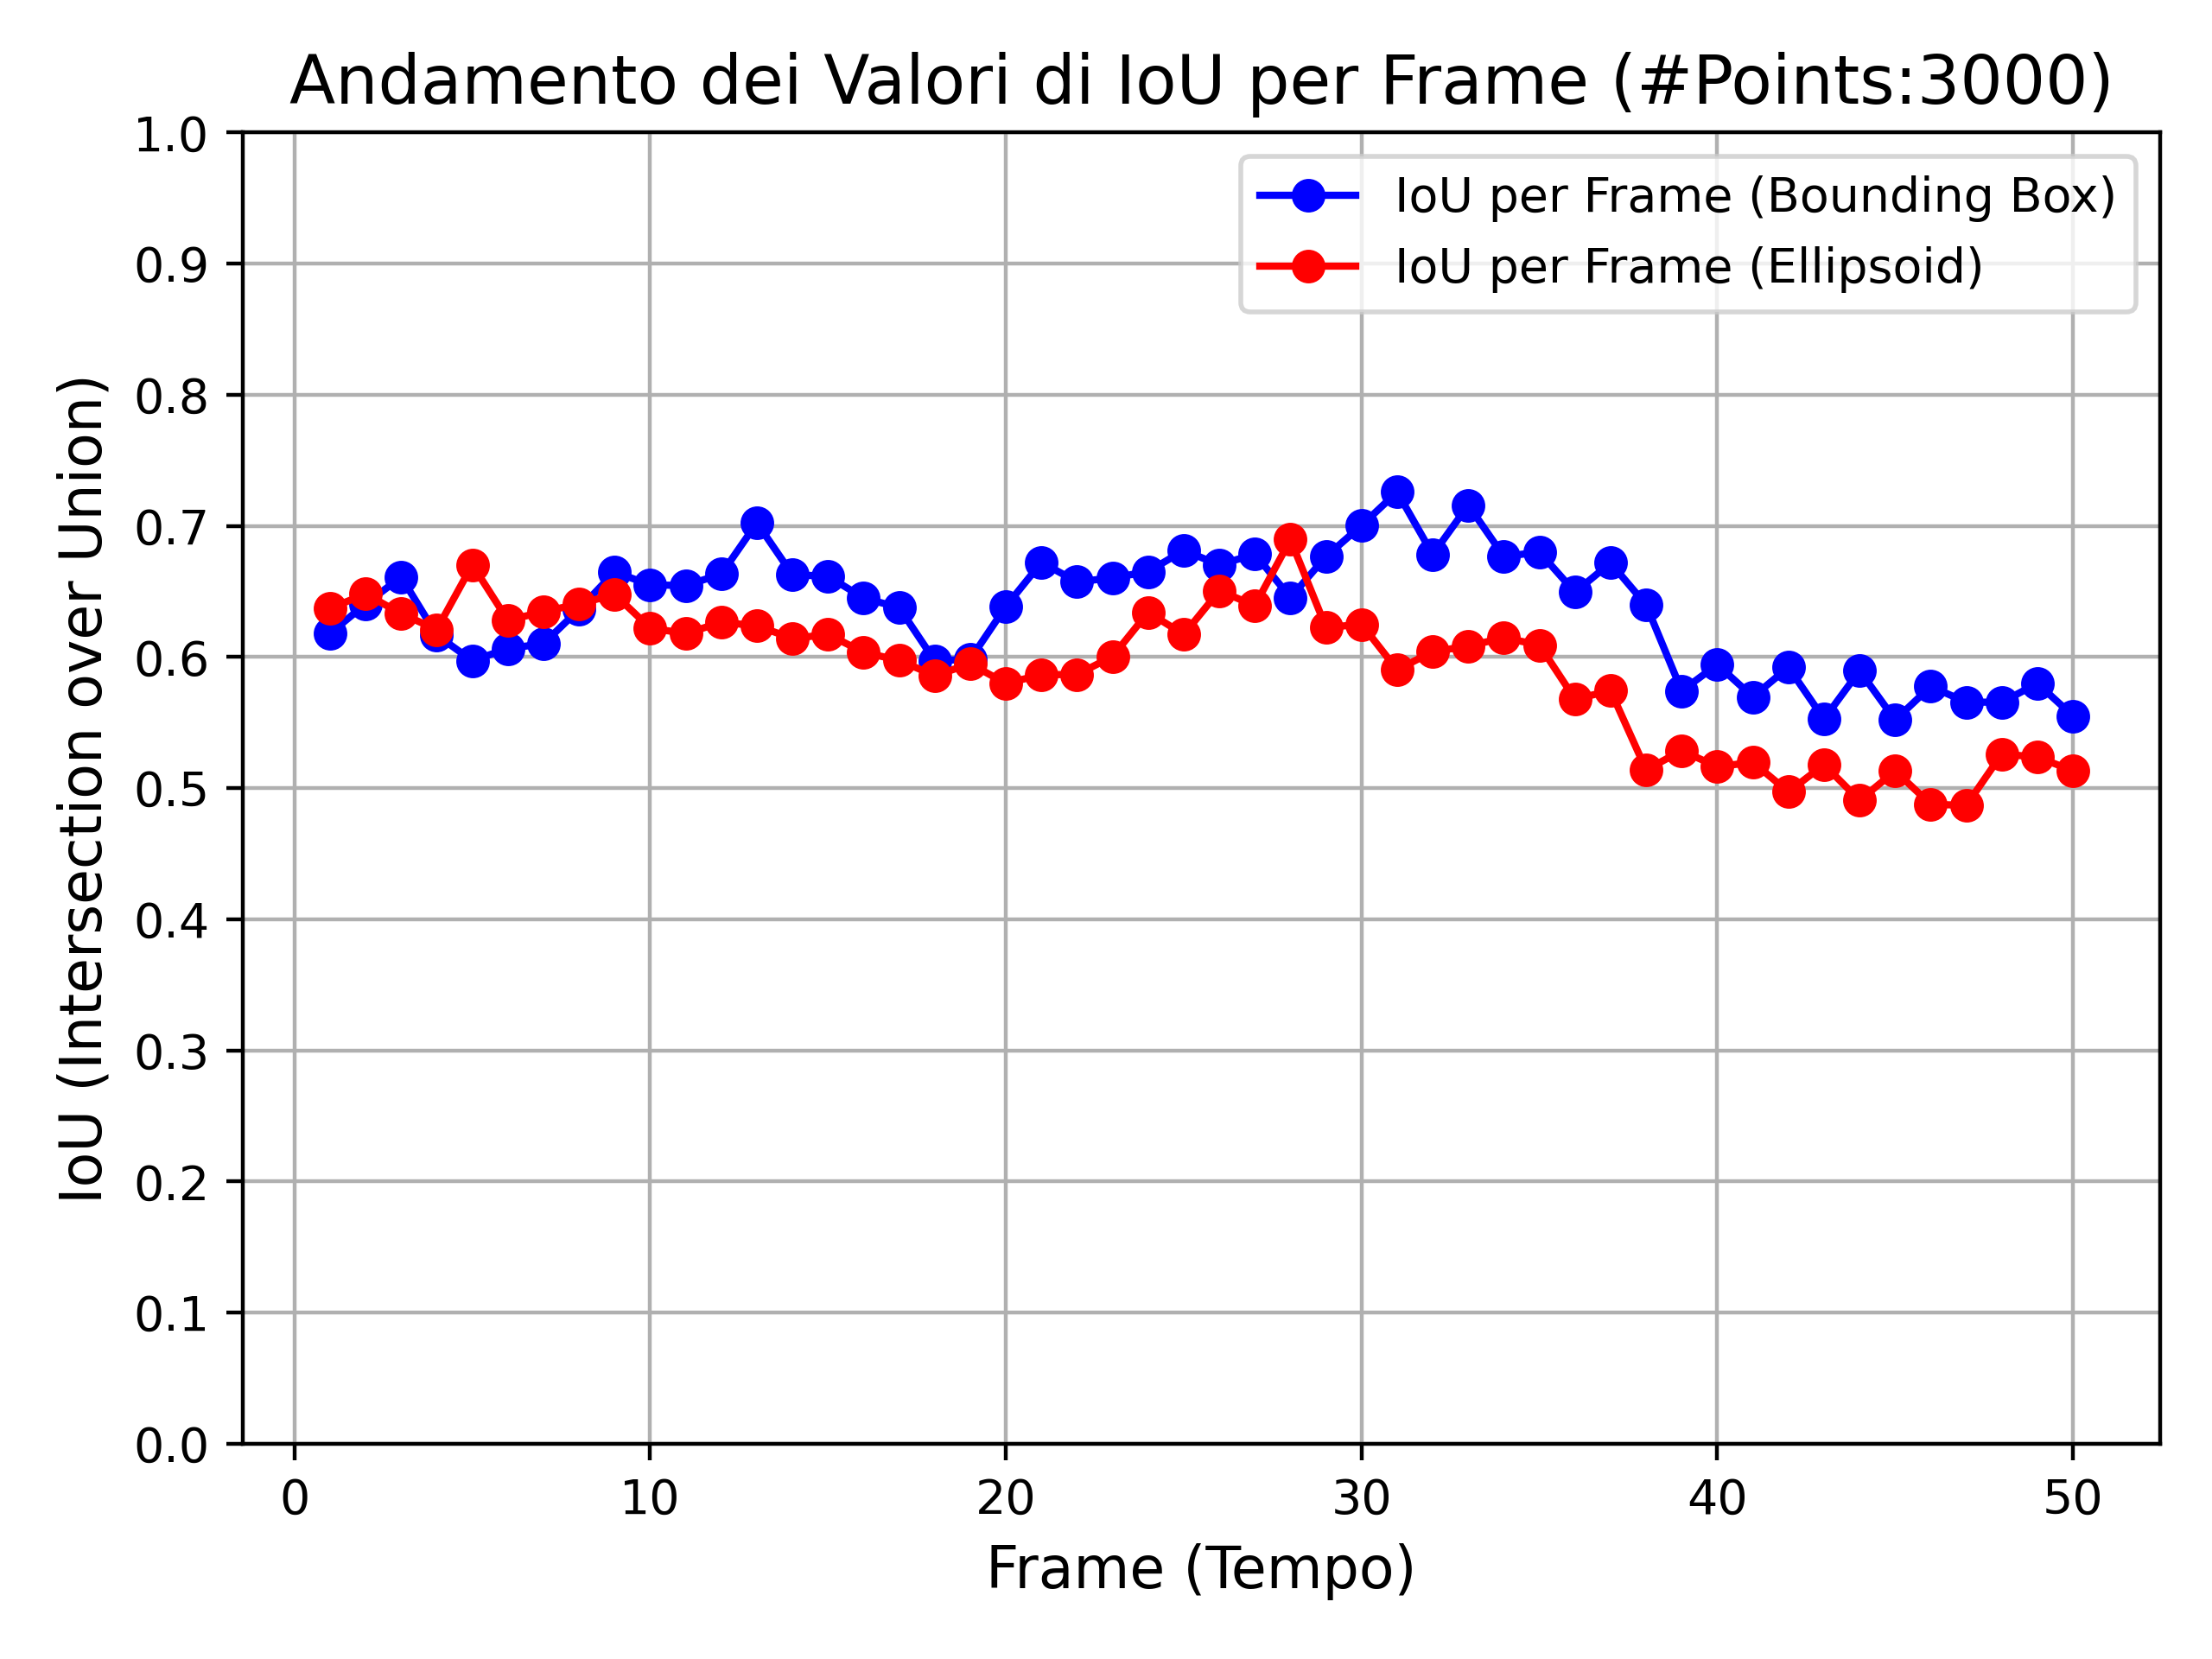 Andamento dei Valori di IoU per Frame (#Points:3000)
IoU per Frame (Bounding Box)
IoU per Frame (Ellipsoid)
IoU (Intersection over Union)
1.0
0.9
0.8
0.7
0.6
0.5
0.4
0.3
0.2
0.1
0.0
0 10 20 30 40 50
Frame (Tempo)